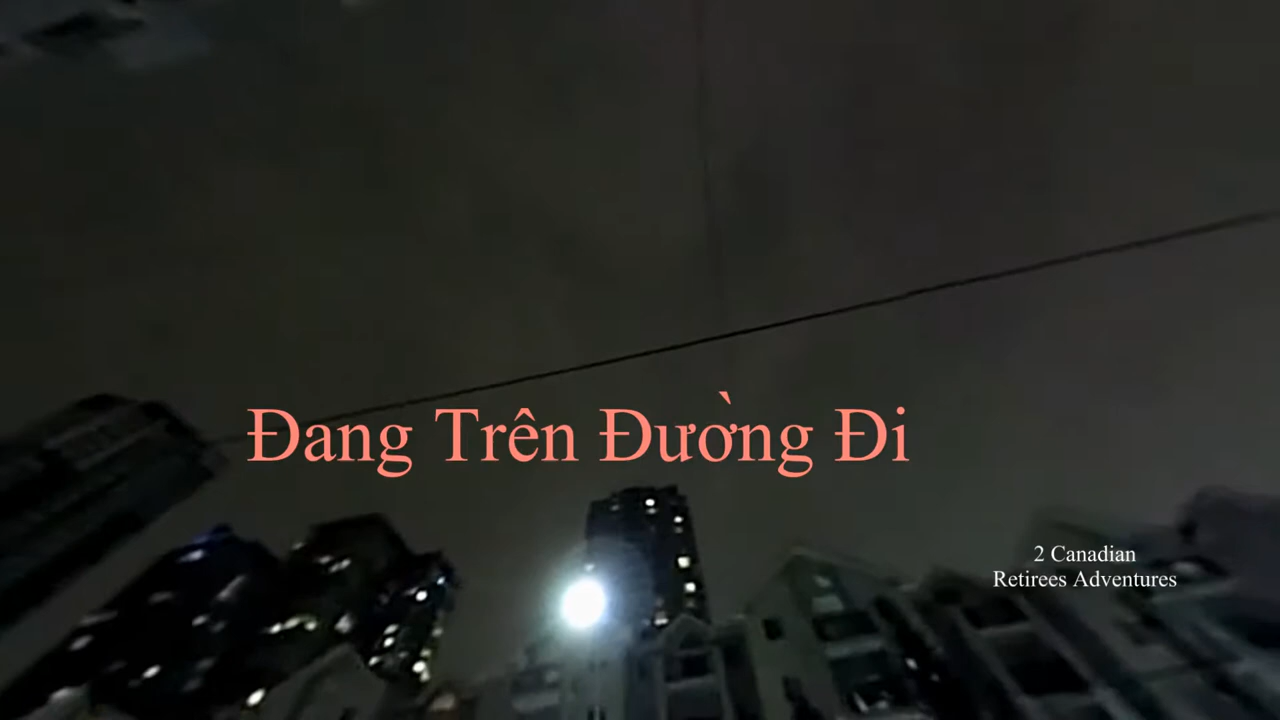 Đang Trên Đường Đi
2 Canadian
Retirees Adventures